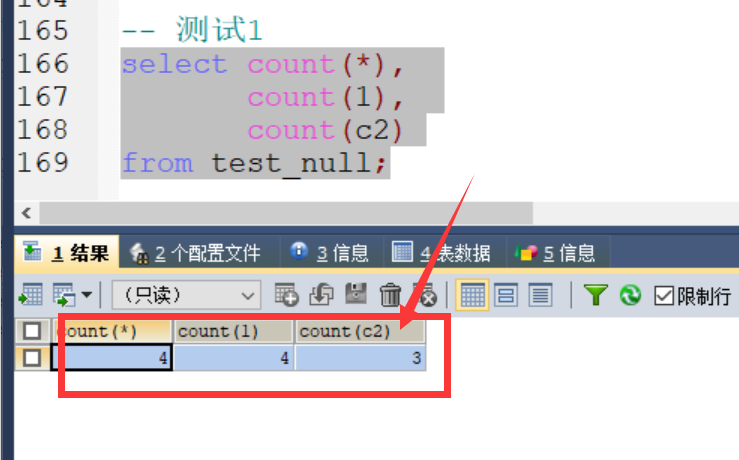 164
165 -- 测试1
166 select count(*),
167 count(1),
168 count(c2)
169 from test_null;
1 结果 2 个配置文件 3 信息 4 表数据 5 信息
(只读) 限制行
count(*) count(1) count(c2)
4 4 3